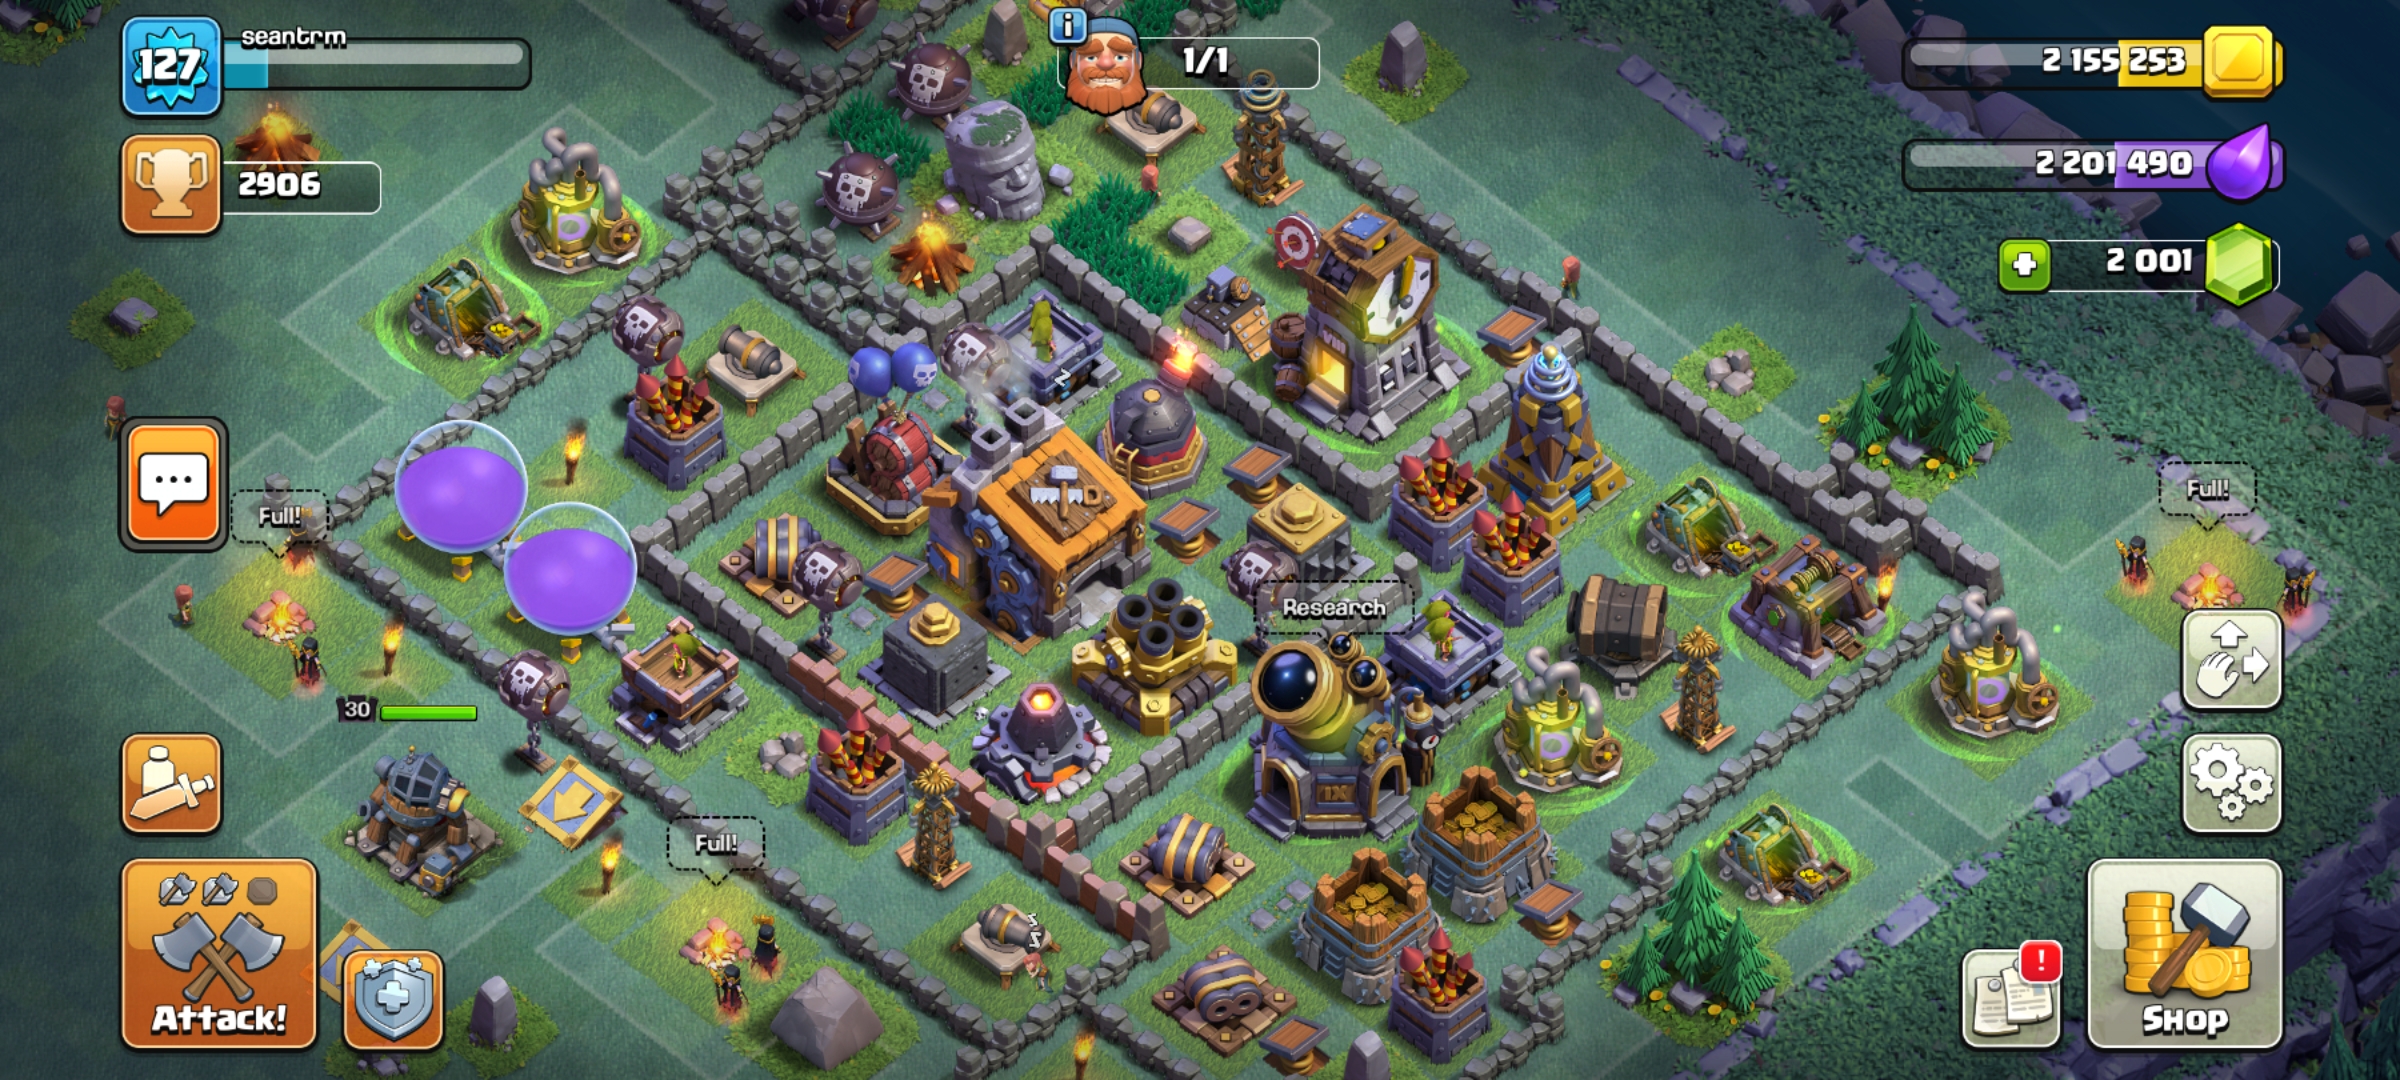 127
seantrm
i
1/1
2 155 253
2906
2 201 490
2 001
Full!
Full!
Research
30
Full!
IX
z
z
z
!
Attack!
Shop